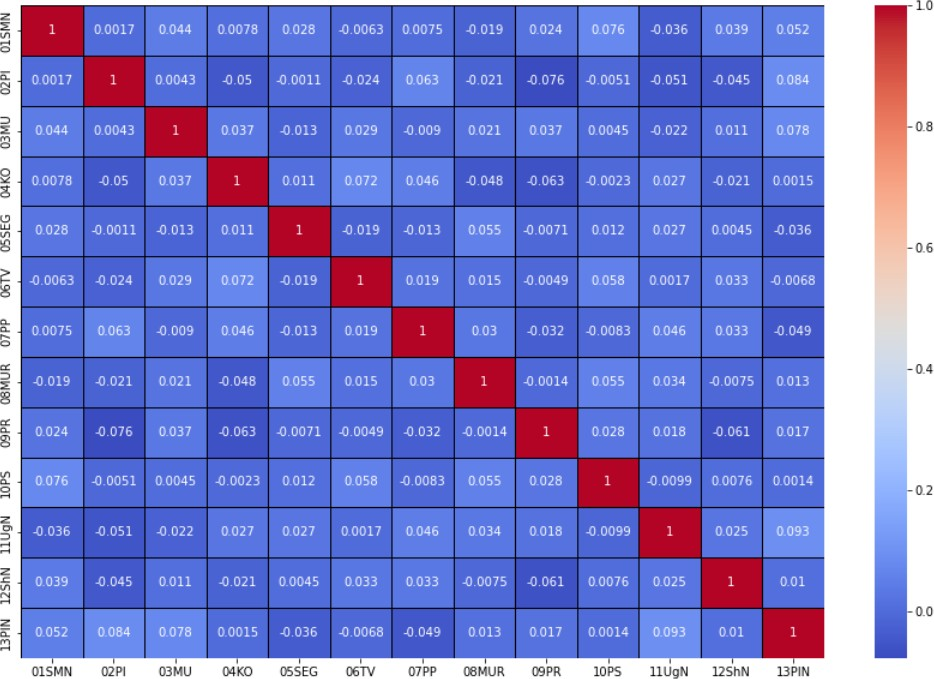 01SMN 1 0.0017 0.044 0.0078 0.028 -0.0063 0.0075 -0.019 0.024 0.076 -0.036 0.039 0.052
02PI 0.0017 1 0.0043 -0.05 -0.0011 -0.024 0.063 -0.021 -0.076 -0.0051 -0.051 -0.045 0.084
03MU 0.044 0.0043 1 0.037 -0.013 0.029 -0.009 0.021 0.037 0.0045 -0.022 0.011 0.078
04KO 0.0078 -0.05 0.037 1 0.011 0.072 0.046 -0.048 -0.063 -0.0023 0.027 -0.021 0.0015
05SEG 0.028 -0.0011 -0.013 0.011 1 -0.019 -0.013 0.055 -0.0071 0.012 0.027 0.0045 -0.036
06TV -0.0063 -0.024 0.029 0.072 -0.019 1 0.019 0.015 -0.0049 0.058 0.0017 0.033 -0.0068
07PP 0.0075 0.063 -0.009 0.046 -0.013 0.019 1 0.03 -0.032 -0.0083 0.046 0.033 -0.049
08MUR -0.019 -0.021 0.021 -0.048 0.055 0.015 0.03 1 -0.0014 0.055 0.034 -0.0075 0.013
09PR 0.024 -0.076 0.037 -0.063 -0.0071 -0.0049 -0.032 -0.0014 1 0.028 0.018 -0.061 0.017
10PS 0.076 -0.0051 0.0045 -0.0023 0.012 0.058 -0.0083 0.055 0.028 1 -0.0099 0.0076 0.0014
11UgN -0.036 -0.051 -0.022 0.027 0.027 0.0017 0.046 0.034 0.018 -0.0099 1 0.025 0.093
12ShN 0.039 -0.045 0.011 -0.021 0.0045 0.033 0.033 -0.0075 -0.061 0.0076 0.025 1 0.01
13PIN 0.052 0.084 0.078 0.0015 -0.036 -0.0068 -0.049 0.013 0.017 0.0014 0.093 0.01 1
01SMN 02PI 03MU 04KO 05SEG 06TV 07PP 08MUR 09PR 10PS 11UgN 12ShN 13PIN
1.0
0.8
0.6
0.4
0.2
0.0